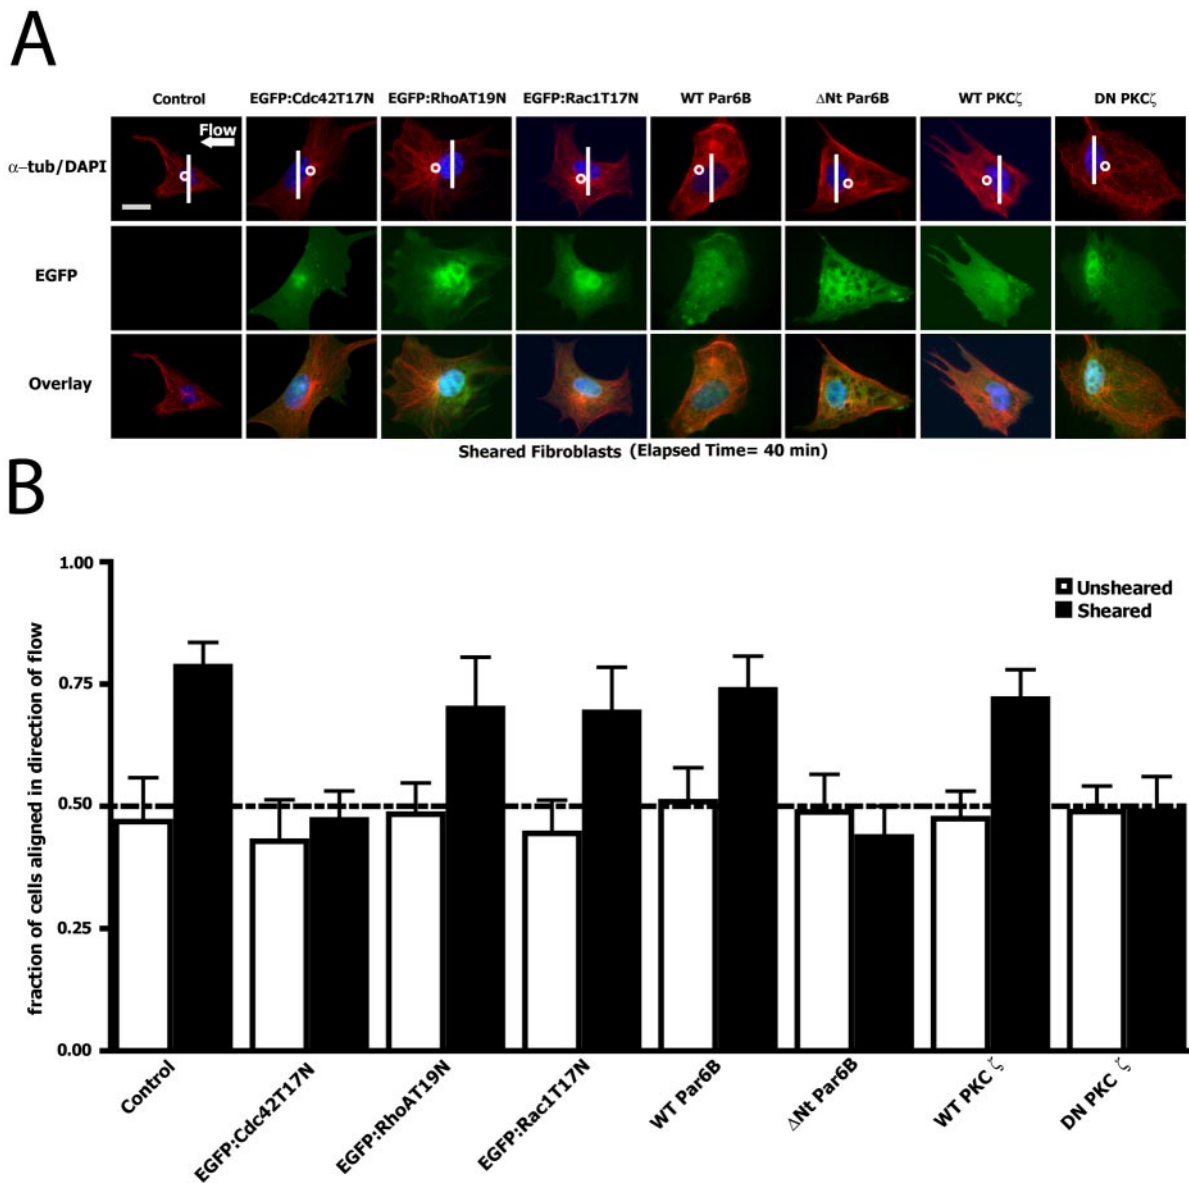 A
Control EGFP:Cdc42T17N EGFP:RhoAT19N EGFP:Rac1T17N WT Par6B ΔNt Par6B WT PKCζ DN PKCζ
Flow
α-tub/DAPI
EGFP
Overlay
Sheared Fibroblasts (Elapsed Time= 40 min)
B
fraction of cells aligned in direction of flow
1.00
0.75
0.50
0.25
0.00
Unsheared
Sheared
Control EGFP:Cdc42T17N EGFP:RhoAT19N EGFP:Rac1T17N WT Par6B ΔNt Par6B WT PKC ζ DN PKC ζ